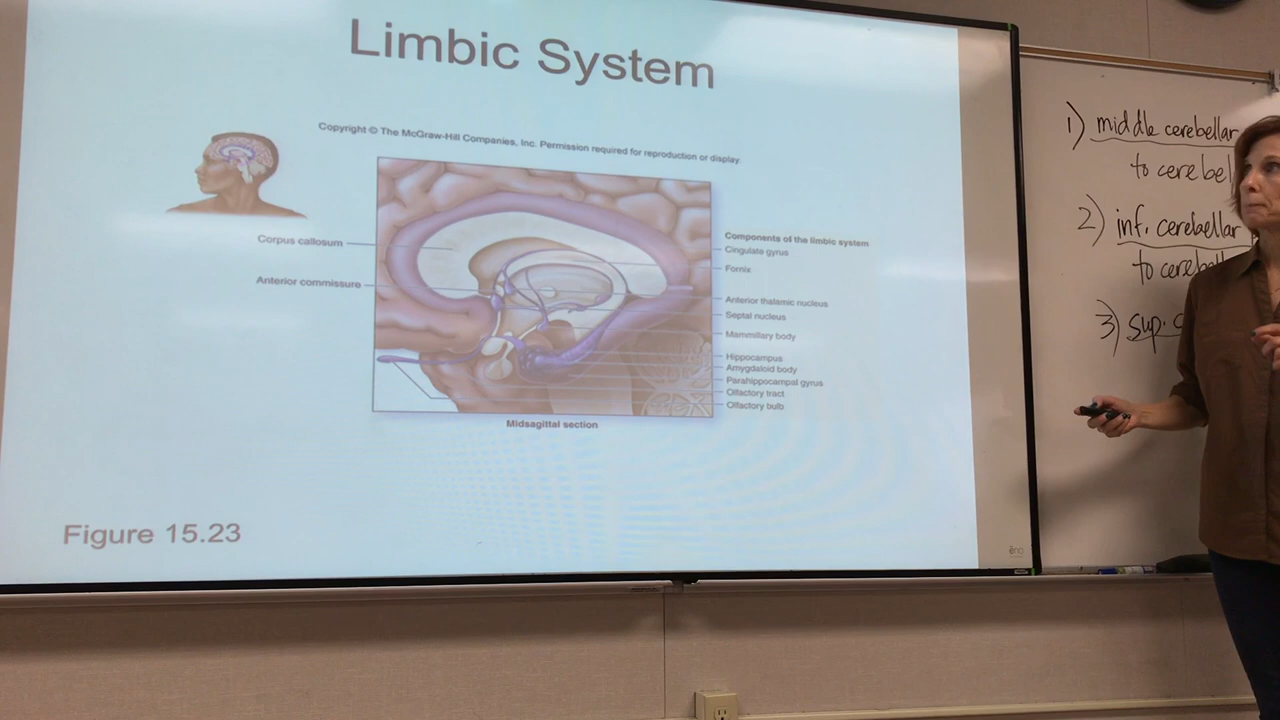 Limbic System
Copyright © The McGraw-Hill Companies, Inc. Permission required for reproduction or display.
Corpus callosum
Anterior commissure
Components of the limbic system
Cingulate gyrus
Fornix
Anterior thalamic nucleus
Septal nucleus
Mammillary body
Hippocampus
Amygdaloid body
Parahippocampal gyrus
Olfactory tract
Olfactory bulb
Midsagittal section
Figure 15.23
eno
1) middle cerebellar
to cerebel
2) inf. cerebellar
to cerebell
3) sup. c